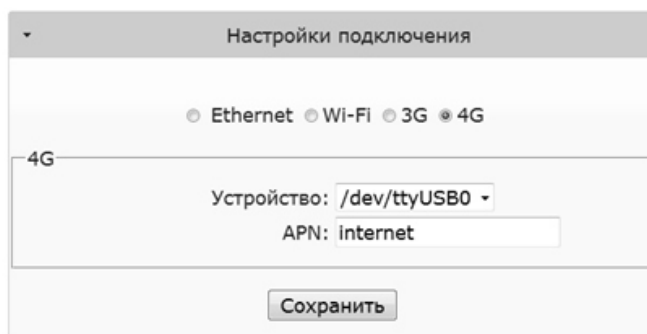 Настройки подключения
Ethernet Wi-Fi 3G 4G
4G
Устройство: /dev/ttyUSB0
APN: internet
Сохранить